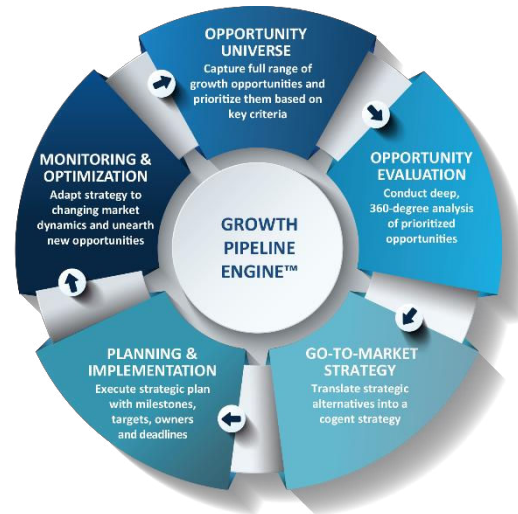 OPPORTUNITY
UNIVERSE
Capture full range of
growth opportunities and
prioritize them based on
key criteria
OPPORTUNITY
EVALUATION
Conduct deep,
360-degree analysis
of prioritized
opportunities
GO-TO-MARKET
STRATEGY
Translate strategic
alternatives into a
cogent strategy
PLANNING &
IMPLEMENTATION
Execute strategic plan
with milestones,
targets, owners
and deadlines
MONITORING &
OPTIMIZATION
Adapt strategy to
changing market
dynamics and unearth
new opportunities
GROWTH
PIPELINE
ENGINE™